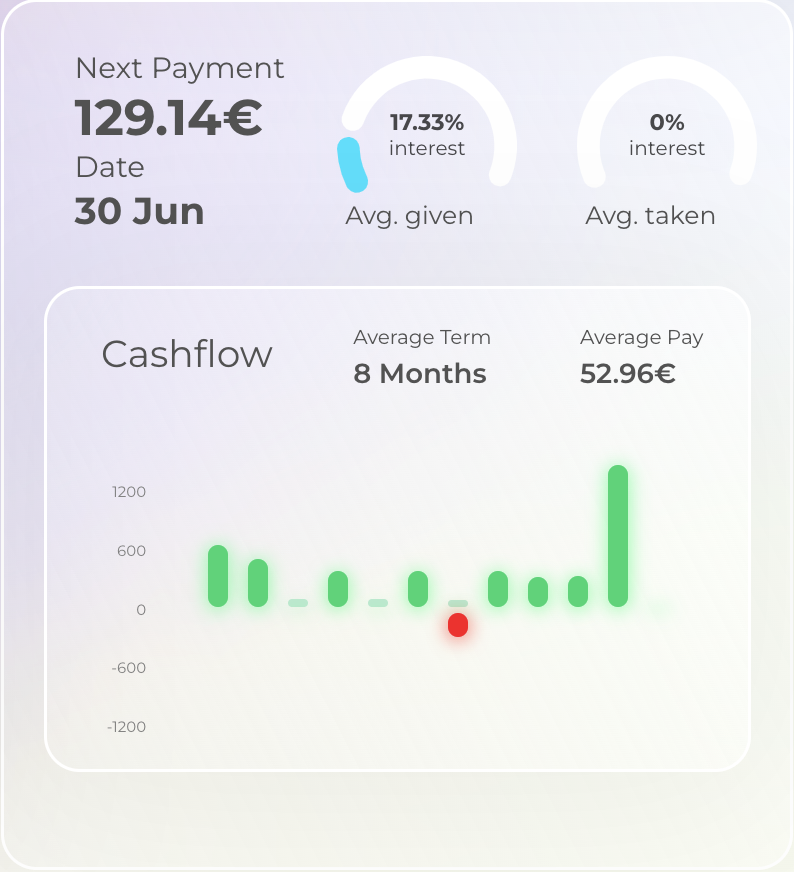 Next Payment
129.14€
Date
30 Jun
17.33%
interest
Avg. given
0%
interest
Avg. taken
Cashflow
Average Term
8 Months
Average Pay
52.96€
1200
600
0
-600
-1200